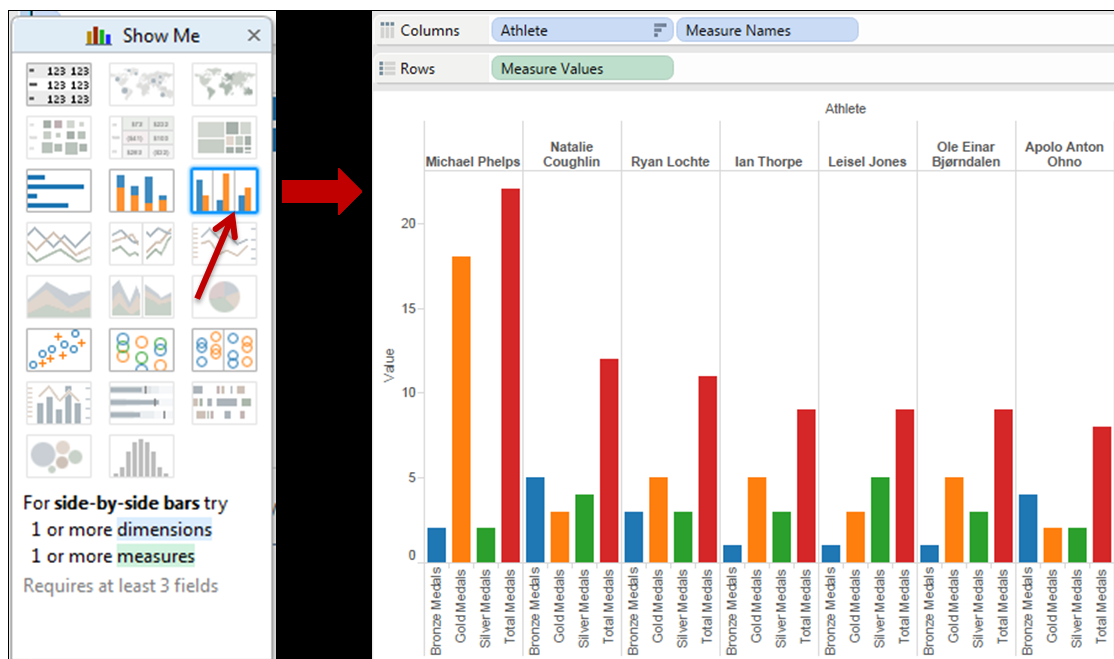 Show Me ×
123 123
123 123
123 123
For side-by-side bars try
1 or more dimensions
1 or more measures
Requires at least 3 fields
Columns Athlete Measure Names
Rows Measure Values
Athlete
Michael Phelps
Natalie
Coughlin
Ryan Lochte
Ian Thorpe
Leisel Jones
Ole Einar
Bjørndalen
Apolo Anton
Ohno
Value
20
15
10
5
0
Bronze Medals
Gold Medals
Silver Medals
Total Medals
Bronze Medals
Gold Medals
Silver Medals
Total Medals
Bronze Medals
Gold Medals
Silver Medals
Total Medals
Bronze Medals
Gold Medals
Silver Medals
Total Medals
Bronze Medals
Gold Medals
Silver Medals
Total Medals
Bronze Medals
Gold Medals
Silver Medals
Total Medals
Bronze Medals
Gold Medals
Silver Medals
Total Medals